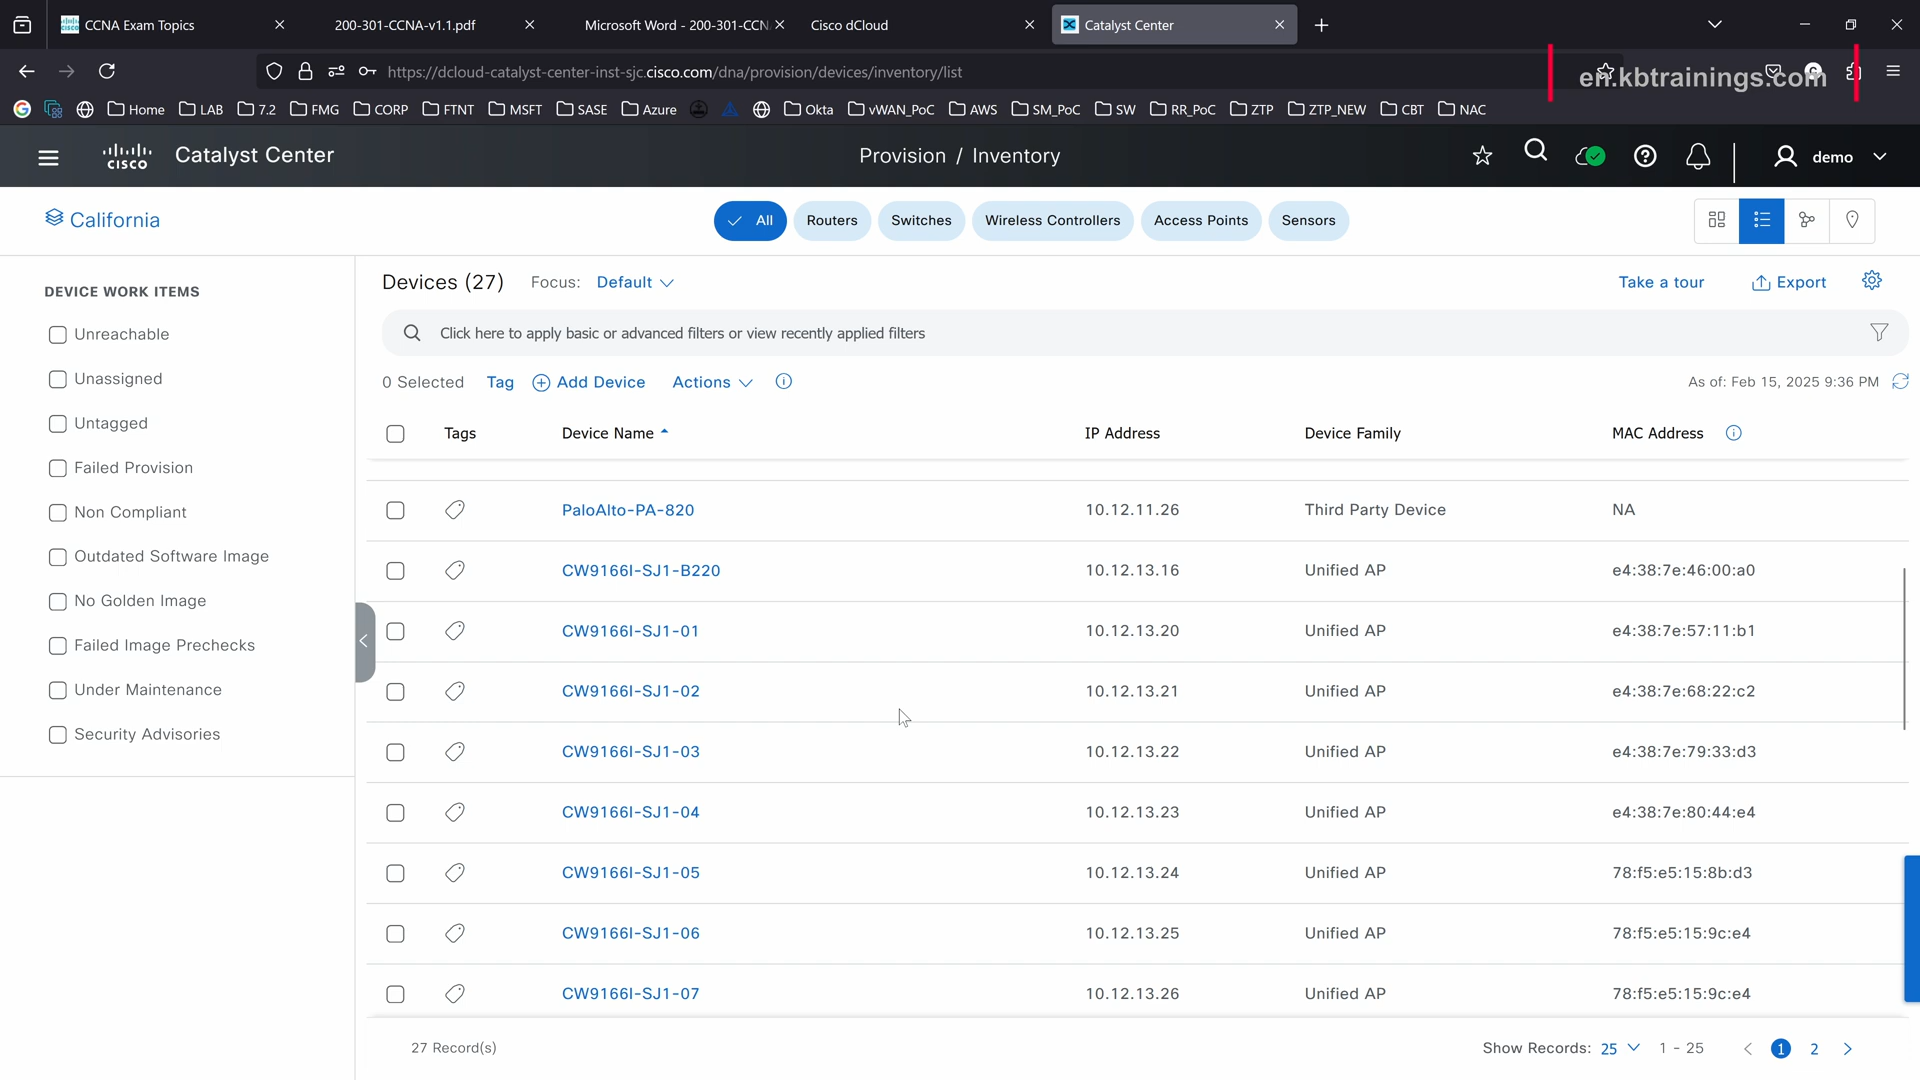 CCNA Exam Topics
200-301-CCNA-v1.1.pdf
Microsoft Word - 200-301-CCN
Cisco dCloud
Catalyst Center
https://dcloud-catalyst-center-inst-sjc.cisco.com/dna/provision/devices/inventory/list
en.kbtrainings.com
Home LAB 7.2 FMG CORP FTNT MSFT SASE Azure Okta vWAN_PoC AWS SM_PoC SW RR_PoC ZTP ZTP_NEW CBT NAC
CISCO Catalyst Center
Provision / Inventory
demo
California
All Routers Switches Wireless Controllers Access Points Sensors
DEVICE WORK ITEMS
Unreachable
Unassigned
Untagged
Failed Provision
Non Compliant
Outdated Software Image
No Golden Image
Failed Image Prechecks
Under Maintenance
Security Advisories
Devices (27) Focus: Default
Take a tour Export
Click here to apply basic or advanced filters or view recently applied filters
0 Selected Tag Add Device Actions
As of: Feb 15, 2025 9:36 PM
Tags Device Name IP Address Device Family MAC Address
PaloAlto-PA-820 10.12.11.26 Third Party Device NA
CW9166I-SJ1-B220 10.12.13.16 Unified AP e4:38:7e:46:00:a0
CW9166I-SJ1-01 10.12.13.20 Unified AP e4:38:7e:57:11:b1
CW9166I-SJ1-02 10.12.13.21 Unified AP e4:38:7e:68:22:c2
CW9166I-SJ1-03 10.12.13.22 Unified AP e4:38:7e:79:33:d3
CW9166I-SJ1-04 10.12.13.23 Unified AP e4:38:7e:80:44:e4
CW9166I-SJ1-05 10.12.13.24 Unified AP 78:f5:e5:15:8b:d3
CW9166I-SJ1-06 10.12.13.25 Unified AP 78:f5:e5:15:9c:e4
CW9166I-SJ1-07 10.12.13.26 Unified AP 78:f5:e5:15:9c:e4
27 Record(s)
Show Records: 25 1 - 25 1 2